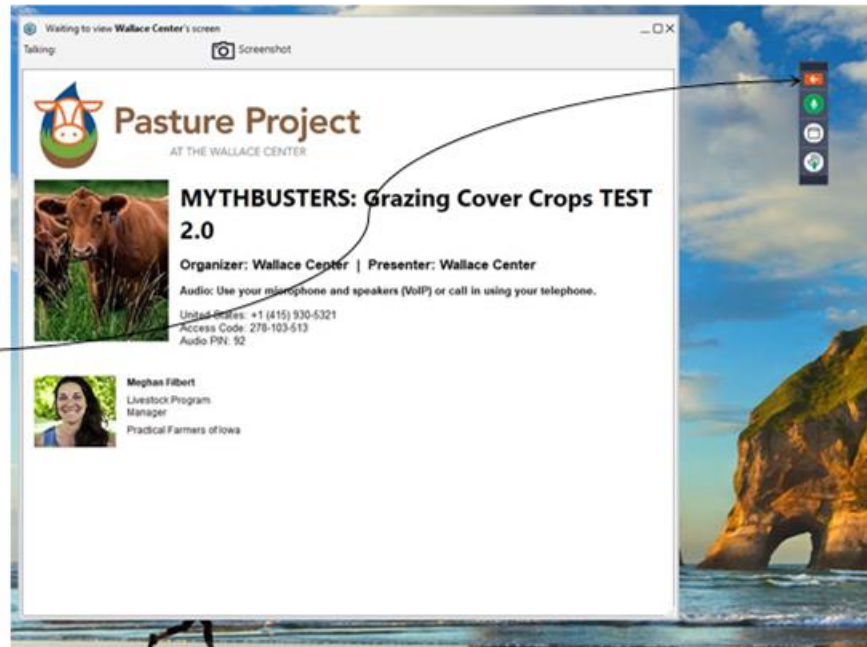 Waiting to view Wallace Center's screen
Talking:
Screenshot
Pasture Project
AT THE WALLACE CENTER
MYTHBUSTERS: Grazing Cover Crops TEST
2.0
Organizer: Wallace Center | Presenter: Wallace Center
Audio: Use your microphone and speakers (VoIP) or call in using your telephone.
United States: +1 (415) 930-5321
Access Code: 278-103-513
Audio PIN: 92
Meghan Filbert
Livestock Program
Manager
Practical Farmers of Iowa